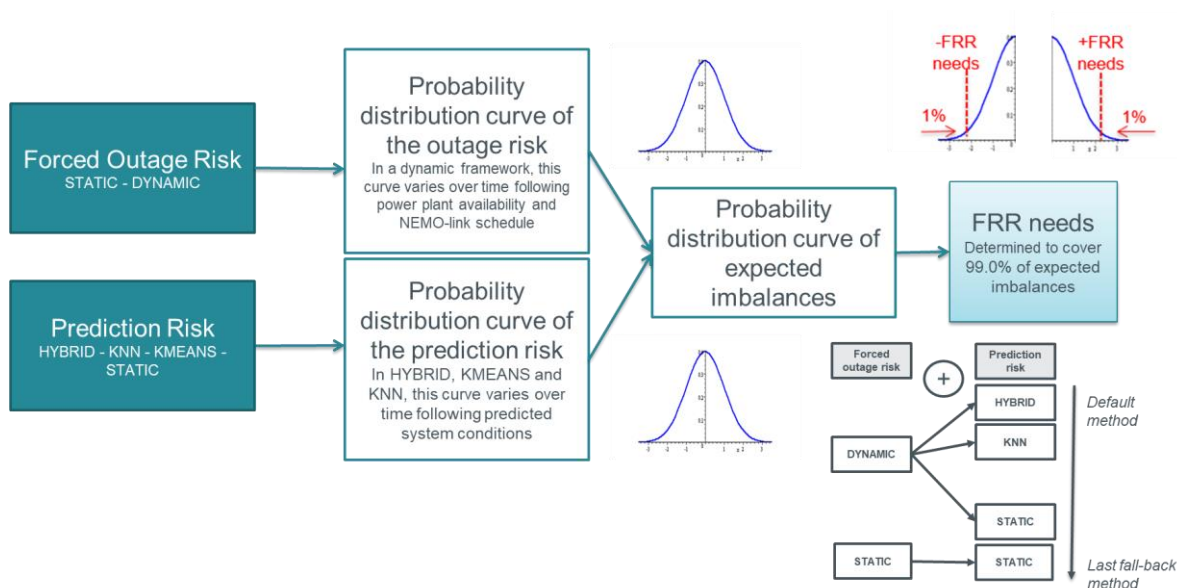 Forced Outage Risk
STATIC - DYNAMIC
Prediction Risk
HYBRID - KNN - KMEANS -
STATIC
Probability
distribution curve of
the outage risk
In a dynamic framework, this
curve varies over time following
power plant availability and
NEMO-link schedule
Probability
distribution curve of
the prediction risk
In HYBRID, KMEANS and
KNN, this curve varies over
time following predicted
system conditions
Probability
distribution curve of
expected
imbalances
-FRR
needs
1%
+FRR
needs
1%
FRR needs
Determined to cover
99.0% of expected
imbalances
Forced
outage risk
+
Prediction
risk
HYBRID
KNN
DYNAMIC
STATIC
STATIC
STATIC
Default
method
Last fall-back
method